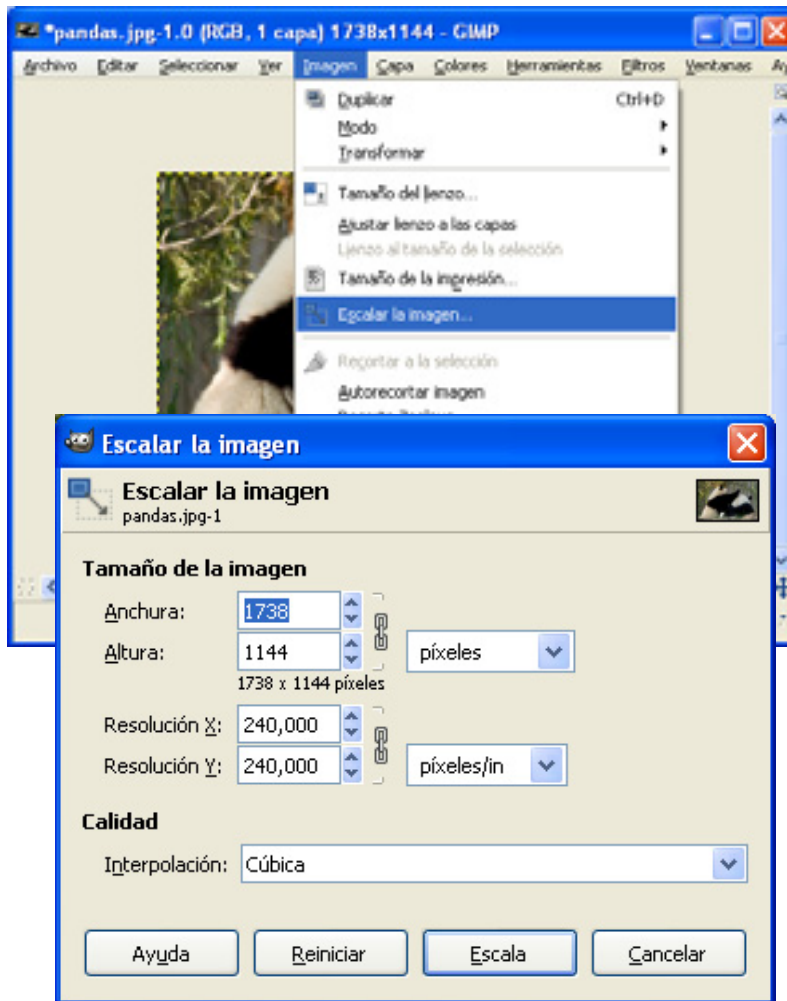 *pandas.jpg-1.0 (RGB, 1 capa) 1738x1144 - GIMP
Archivo Editar Seleccionar Ver Imagen Capa Colores Herramientas Filtros Ventanas Ay
Duplicar Ctrl+D
Modo
Transformar
Tamaño del lienzo...
Ajustar lienzo a las capas
Lienzo al tamaño de la selección
Tamaño de la impresión...
Escalar la imagen...
Recortar a la selección
Autorecortar imagen
Escalar la imagen
Escalar la imagen
pandas.jpg-1
Tamaño de la imagen
Anchura: 1738
Altura: 1144 píxeles
1738 x 1144 píxeles
Resolución X: 240,000
Resolución Y: 240,000 píxeles/in
Calidad
Interpolación: Cúbica
Ayuda Reiniciar Escala Cancelar